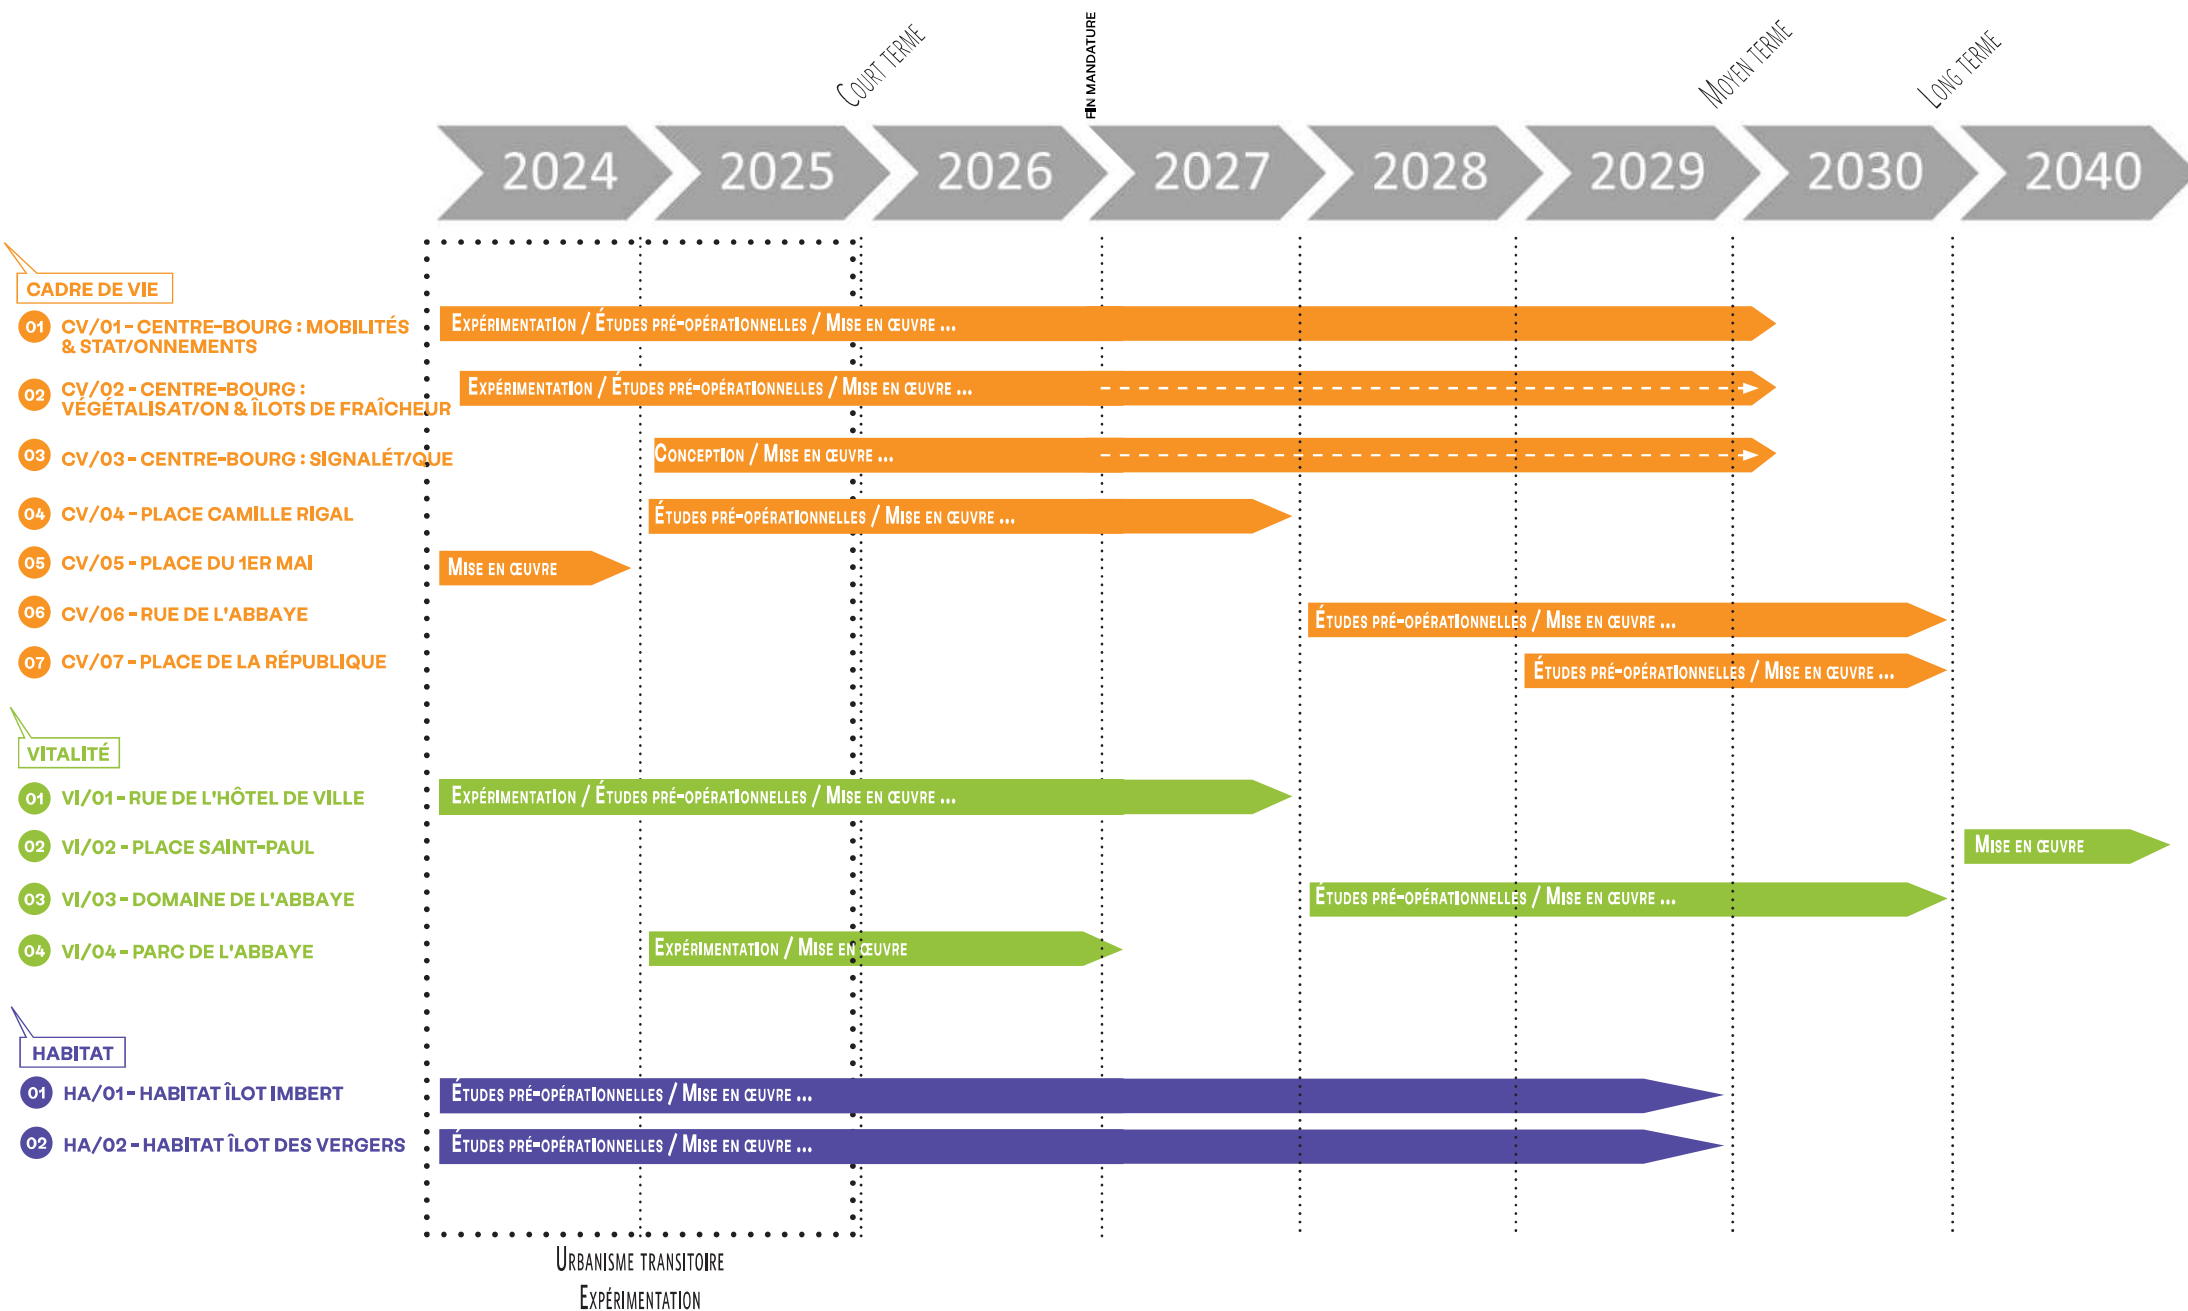 COURT TERME
FIN MANDATURE
MOYEN TERME
LONG TERME
2024 2025 2026 2027 2028 2029 2030 2040
CADRE DE VIE
01 CV/01 - CENTRE-BOURG : MOBILITÉS
& STAT/ONNEMENTS
EXPÉRIMENTATION / ÉTUDES PRÉ-OPÉRATIONNELLES / MISE EN ŒUVRE ...
02 CV/02 - CENTRE-BOURG :
VÉGÉTALISAT/ON & ÎLOTS DE FRAÎCHEUR
EXPÉRIMENTATION / ÉTUDES PRÉ-OPÉRATIONNELLES / MISE EN ŒUVRE ...
03 CV/03 - CENTRE-BOURG : SIGNALÉT/QUE
CONCEPTION / MISE EN ŒUVRE ...
04 CV/04 - PLACE CAMILLE RIGAL
ÉTUDES PRÉ-OPÉRATIONNELLES / MISE EN ŒUVRE ...
05 CV/05 - PLACE DU 1ER MAI
MISE EN ŒUVRE
06 CV/06 - RUE DE L'ABBAYE
ÉTUDES PRÉ-OPÉRATIONNELLES / MISE EN ŒUVRE ...
07 CV/07 - PLACE DE LA RÉPUBLIQUE
ÉTUDES PRÉ-OPÉRATIONNELLES / MISE EN ŒUVRE ...
VITALITÉ
01 VI/01 - RUE DE L'HÔTEL DE VILLE
EXPÉRIMENTATION / ÉTUDES PRÉ-OPÉRATIONNELLES / MISE EN ŒUVRE ...
02 VI/02 - PLACE SAINT-PAUL
MISE EN ŒUVRE
03 VI/03 - DOMAINE DE L'ABBAYE
ÉTUDES PRÉ-OPÉRATIONNELLES / MISE EN ŒUVRE ...
04 VI/04 - PARC DE L'ABBAYE
EXPÉRIMENTATION / MISE EN ŒUVRE
HABITAT
01 HA/01 - HABITAT ÎLOT IMBERT
ÉTUDES PRÉ-OPÉRATIONNELLES / MISE EN ŒUVRE ...
02 HA/02 - HABITAT ÎLOT DES VERGERS
ÉTUDES PRÉ-OPÉRATIONNELLES / MISE EN ŒUVRE ...
URBANISME TRANSITOIRE
EXPÉRIMENTATION